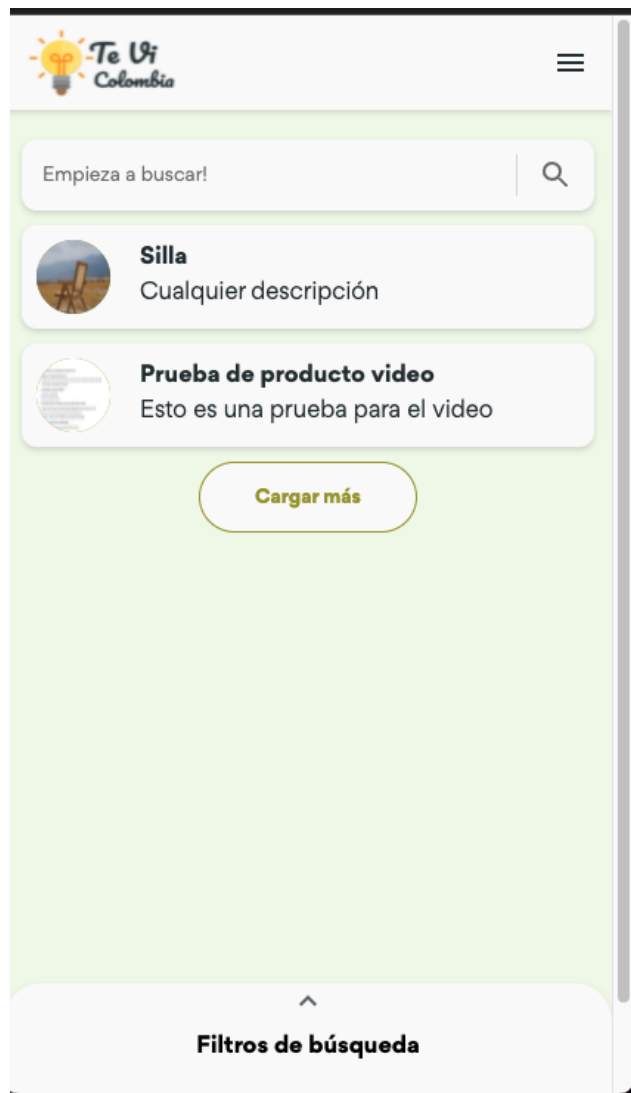 Te Vi
Colombia
Empieza a buscar!
Silla
Cualquier descripción
Prueba de producto video
Esto es una prueba para el video
Cargar más
Filtros de búsqueda